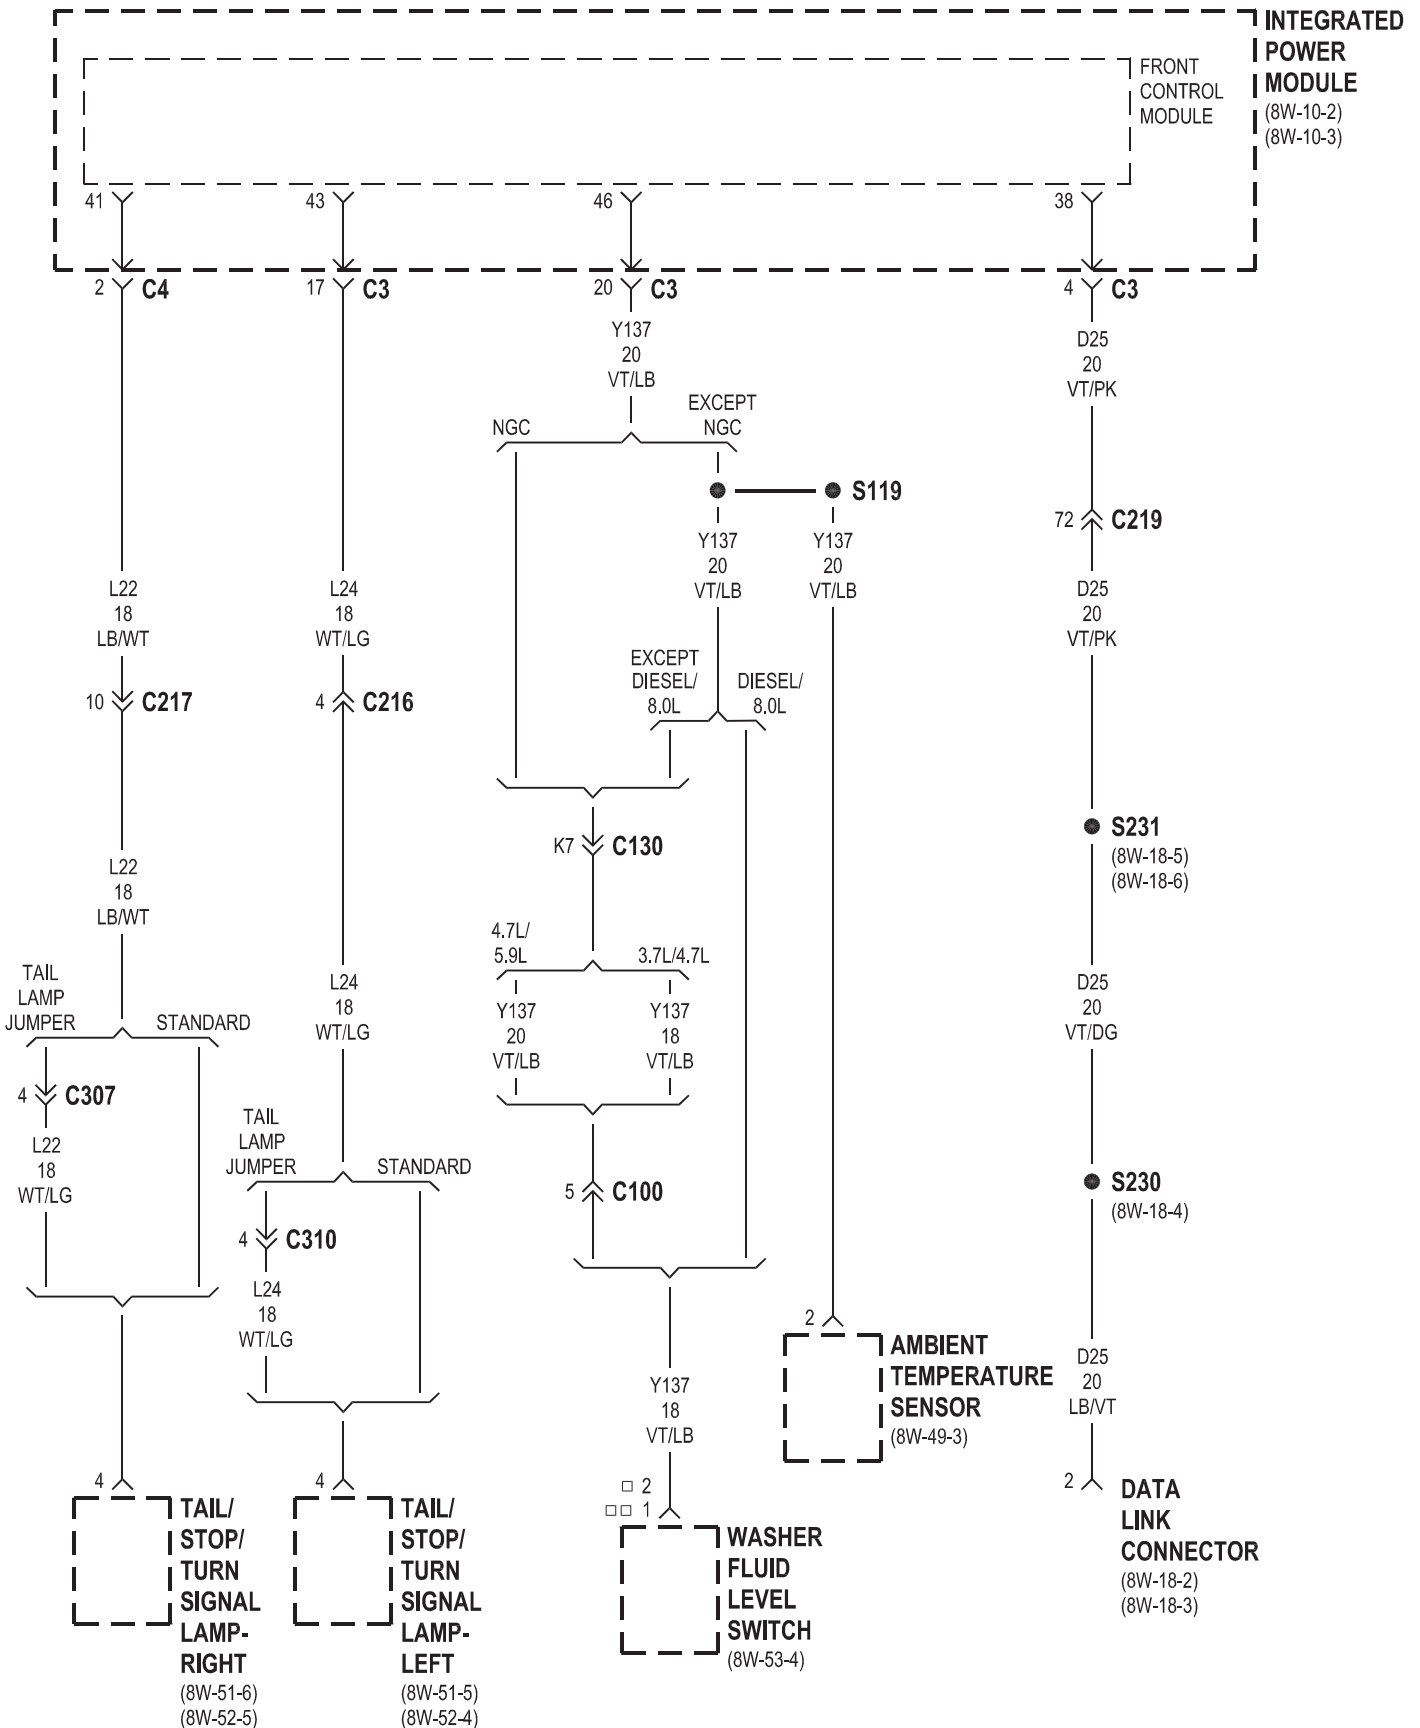 INTEGRATED
POWER
MODULE
(8W-10-2)
(8W-10-3)
FRONT
CONTROL
MODULE
41
43
46
38
2 C4
17 C3
20 C3
4 C3
Y137
20
VT/LB
D25
20
VT/PK
NGC
EXCEPT
NGC
S119
72 C219
Y137
20
VT/LB
Y137
20
VT/LB
L22
18
LB/WT
L24
18
WT/LG
D25
20
VT/PK
10 C217
4 C216
EXCEPT
DIESEL/
8.0L
DIESEL/
8.0L
K7 C130
S231
(8W-18-5)
(8W-18-6)
L22
18
LB/WT
4.7L/
5.9L
3.7L/4.7L
TAIL
LAMP
JUMPER
STANDARD
L24
18
WT/LG
Y137
20
VT/LB
Y137
18
VT/LB
D25
20
VT/DG
4 C307
L22
18
WT/LG
TAIL
LAMP
JUMPER
STANDARD
5 C100
S230
(8W-18-4)
4 C310
L24
18
WT/LG
2
AMBIENT
TEMPERATURE
SENSOR
(8W-49-3)
Y137
18
VT/LB
D25
20
LB/VT
4
4
□ 2
□□ 1
2
TAIL/
STOP/
TURN
SIGNAL
LAMP-
RIGHT
(8W-51-6)
(8W-52-5)
TAIL/
STOP/
TURN
SIGNAL
LAMP-
LEFT
(8W-51-5)
(8W-52-4)
WASHER
FLUID
LEVEL
SWITCH
(8W-53-4)
DATA
LINK
CONNECTOR
(8W-18-2)
(8W-18-3)